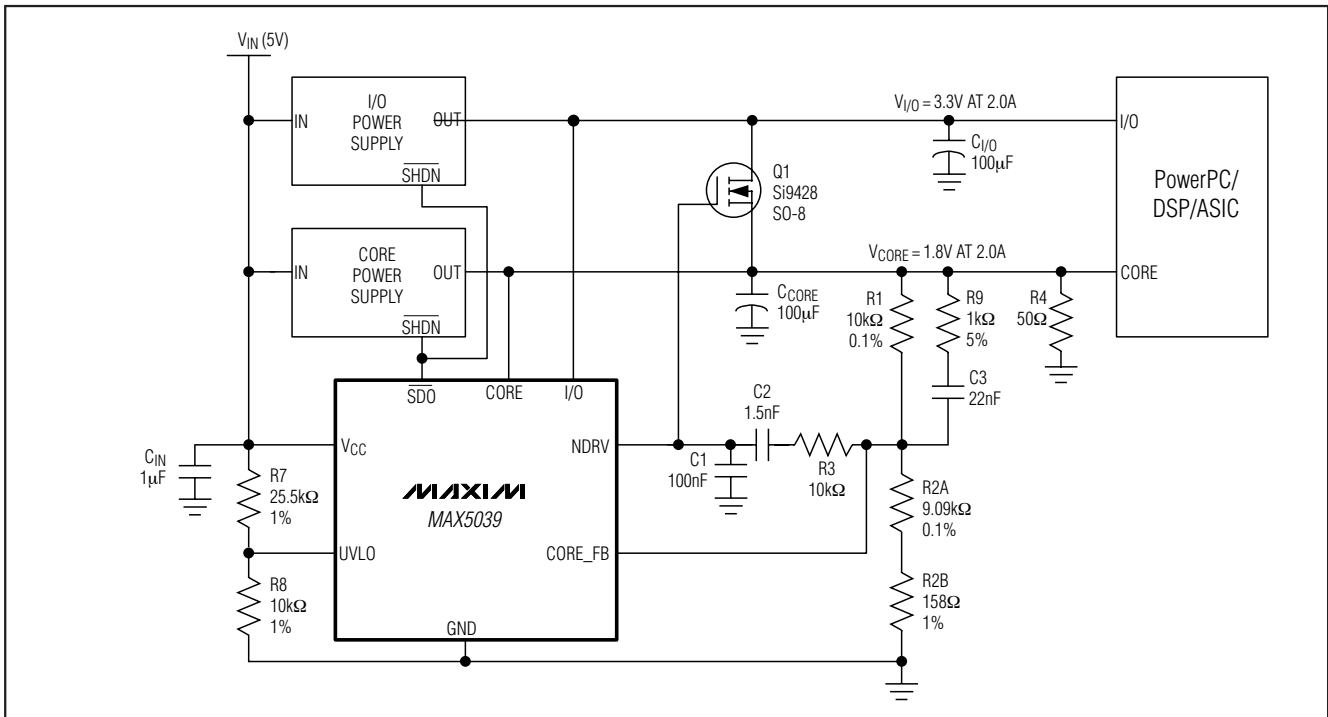 VIN (5V)
I/O
POWER
SUPPLY
IN
OUT
SHDN
VI/O = 3.3V AT 2.0A
CI/O
100µF
I/O
PowerPC/
DSP/ASIC
CORE
Q1
Si9428
SO-8
CORE
POWER
SUPPLY
IN
OUT
SHDN
VCORE = 1.8V AT 2.0A
CCORE
100µF
R1
10kΩ
0.1%
R9
1kΩ
5%
R4
50Ω
C3
22nF
SDO
CORE
I/O
VCC
NDRV
C2
1.5nF
C1
100nF
R3
10kΩ
CIN
1µF
R7
25.5kΩ
1%
MAXIM
MAX5039
R2A
9.09kΩ
0.1%
UVLO
CORE_FB
R8
10kΩ
1%
R2B
158Ω
1%
GND